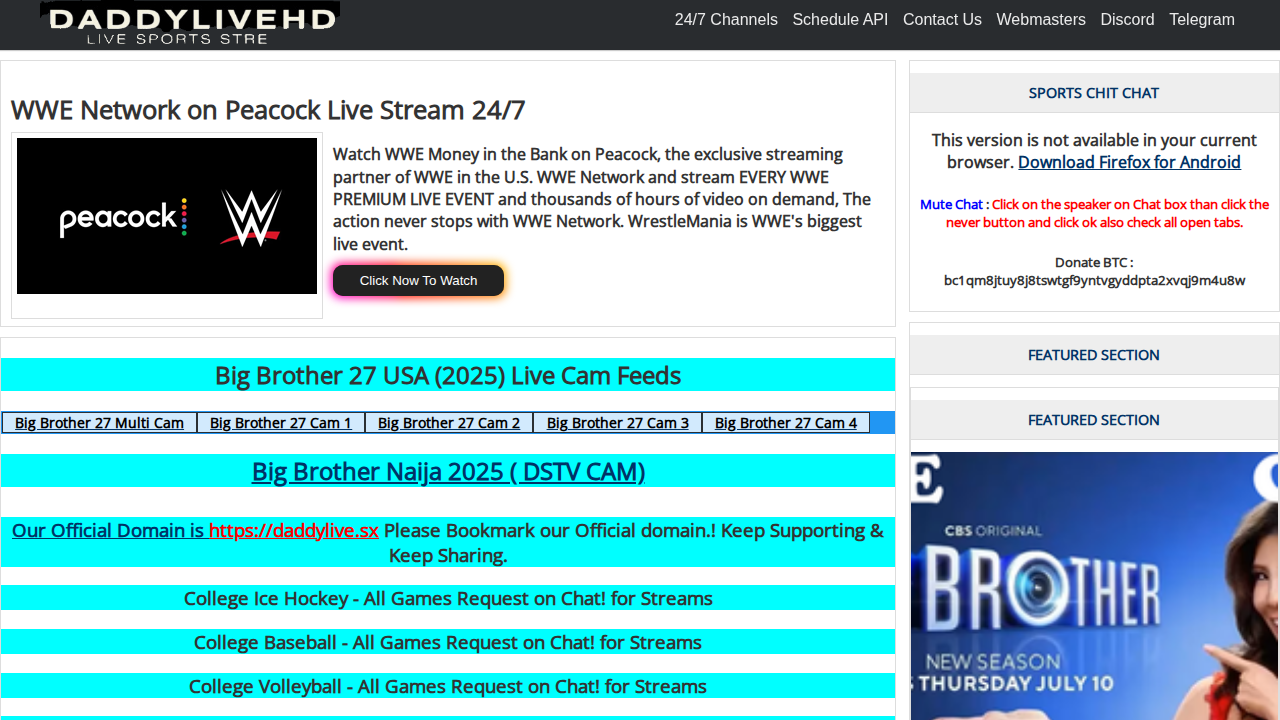 DADDYLIVEHD
LIVE SPORTS STRE
24/7 Channels Schedule API Contact Us Webmasters Discord Telegram
WWE Network on Peacock Live Stream 24/7
peacock
Watch WWE Money in the Bank on Peacock, the exclusive streaming
partner of WWE in the U.S. WWE Network and stream EVERY WWE
PREMIUM LIVE EVENT and thousands of hours of video on demand, The
action never stops with WWE Network. WrestleMania is WWE's biggest
live event.
Click Now To Watch
Big Brother 27 USA (2025) Live Cam Feeds
Big Brother 27 Multi Cam Big Brother 27 Cam 1 Big Brother 27 Cam 2 Big Brother 27 Cam 3 Big Brother 27 Cam 4
Big Brother Naija 2025 ( DSTV CAM)
Our Official Domain is https://daddylive.sx Please Bookmark our Official domain.! Keep Supporting &
Keep Sharing.
College Ice Hockey - All Games Request on Chat! for Streams
College Baseball - All Games Request on Chat! for Streams
College Volleyball - All Games Request on Chat! for Streams
SPORTS CHIT CHAT
This version is not available in your current
browser. Download Firefox for Android
Mute Chat : Click on the speaker on Chat box than click the
never button and click ok also check all open tabs.
Donate BTC :
bc1qm8jtuy8j8tswtgf9yntvgyddpta2xvqj9m4u8w
FEATURED SECTION
FEATURED SECTION
CBS ORIGINAL
BROTHER
NEW SEASON
THURSDAY JULY 10